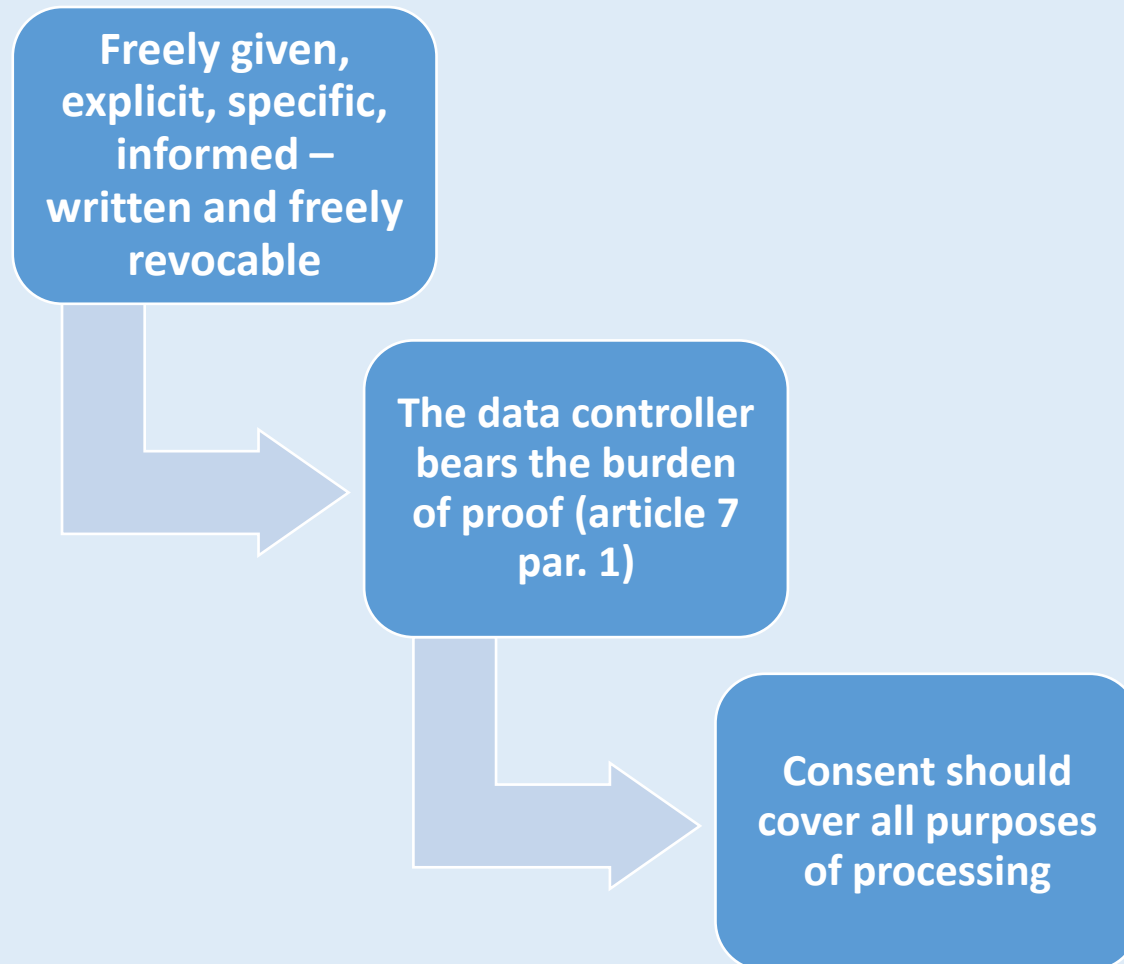 Freely given,
explicit, specific,
informed –
written and freely
revocable
The data controller
bears the burden
of proof (article 7
par. 1)
Consent should
cover all purposes
of processing